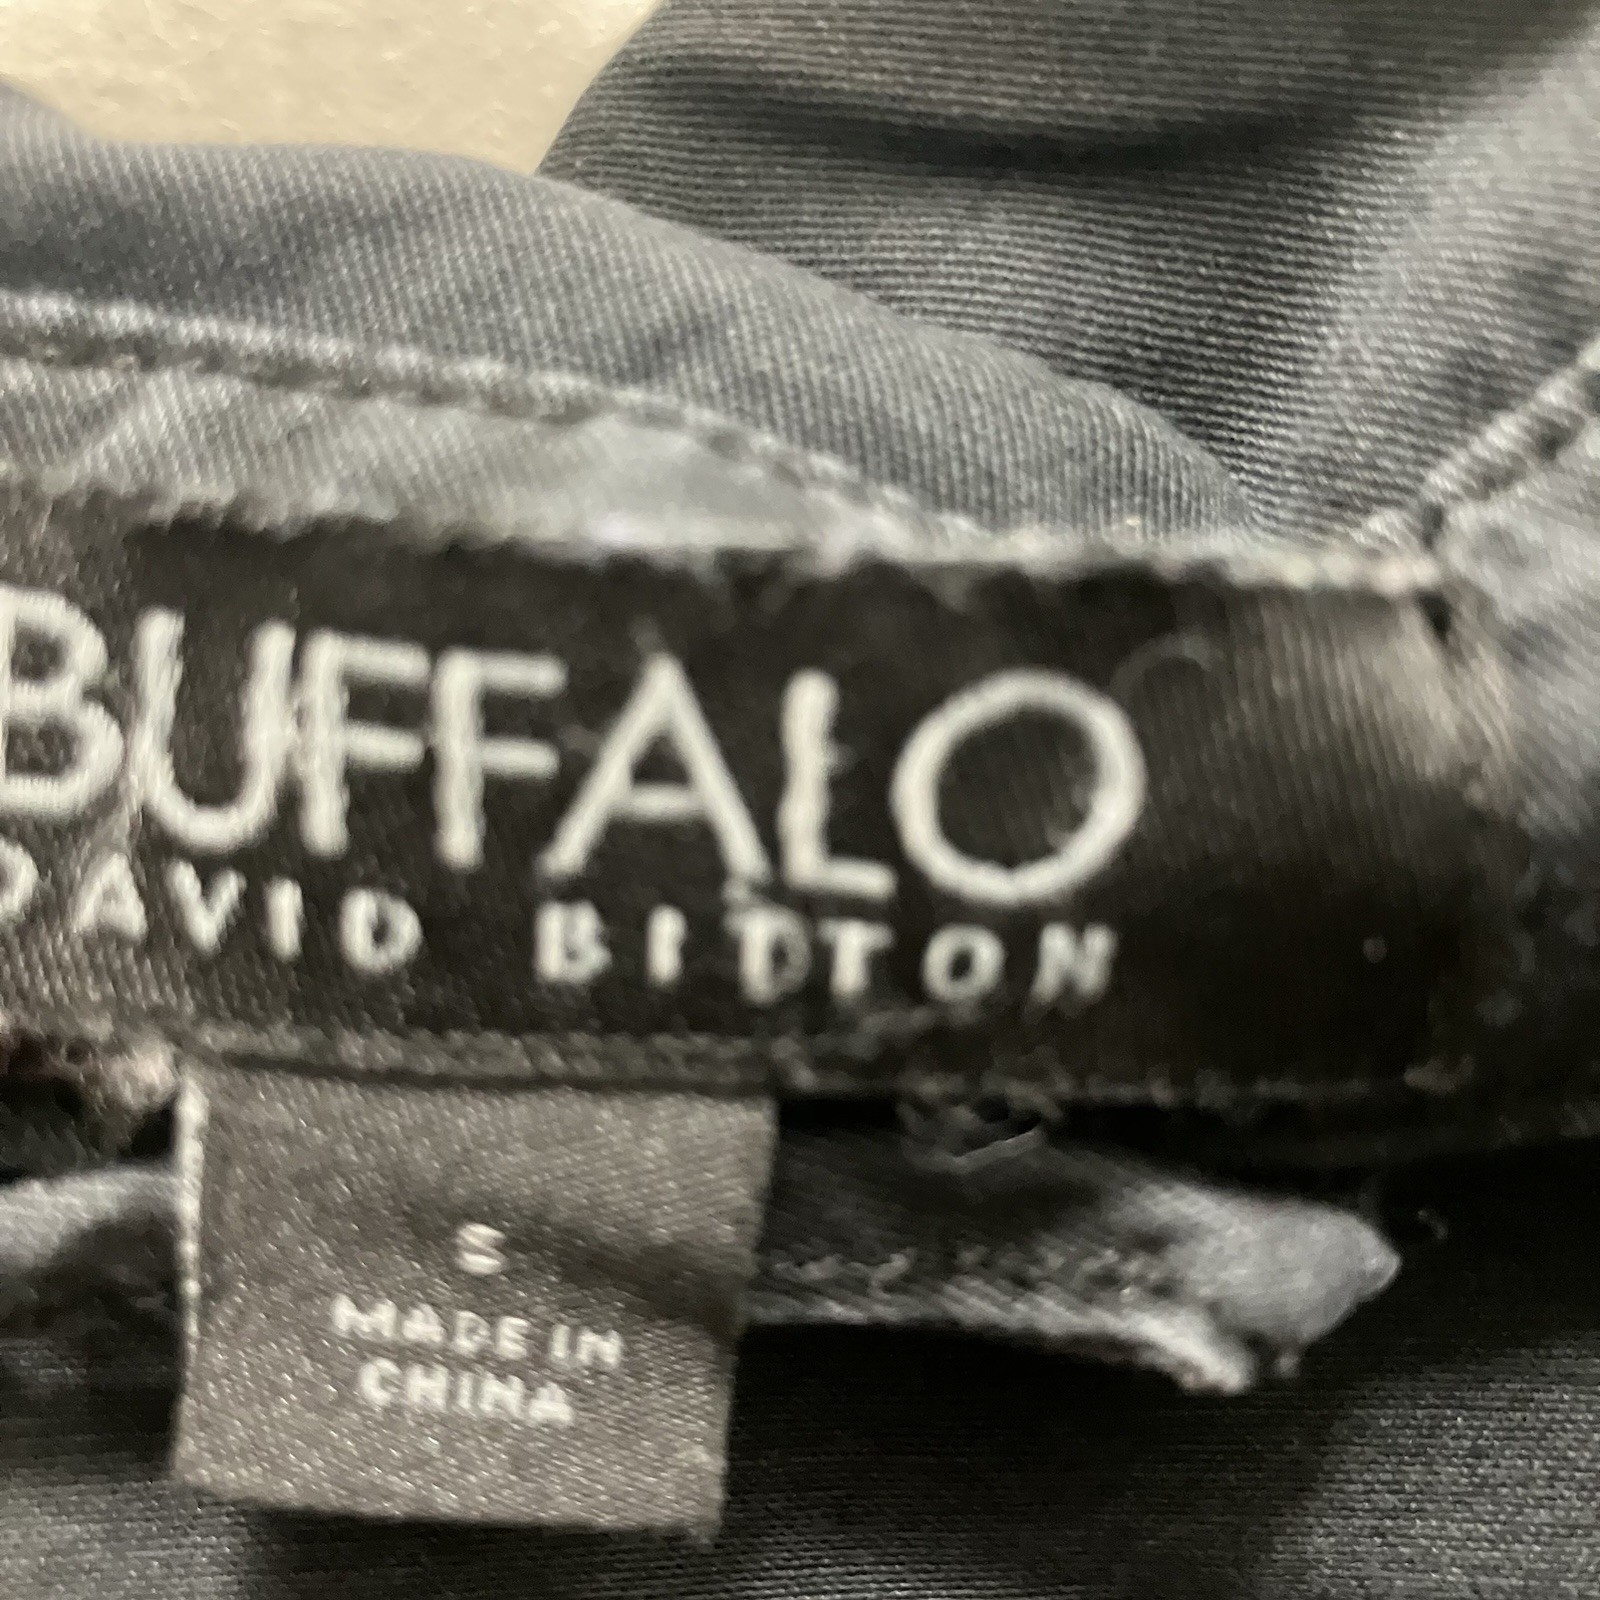 BUFFALO
DAVID BITTON
S
MADE IN
CHINA